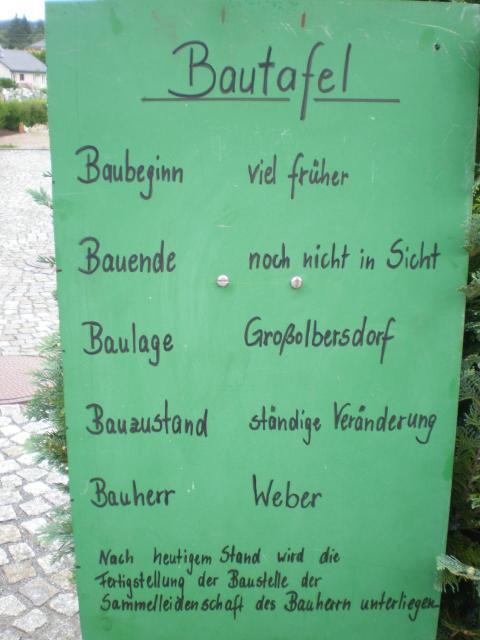 Bautafel
Baubeginn viel früher
Bauende noch nicht in Sicht
Baulage Großolbersdorf
Bauzustand ständige Veränderung
Bauherr Weber
Nach heutigem Stand wird die
Fertigstellung der Baustelle der
Sammelleidenschaft des Bauherrn unterliegen.